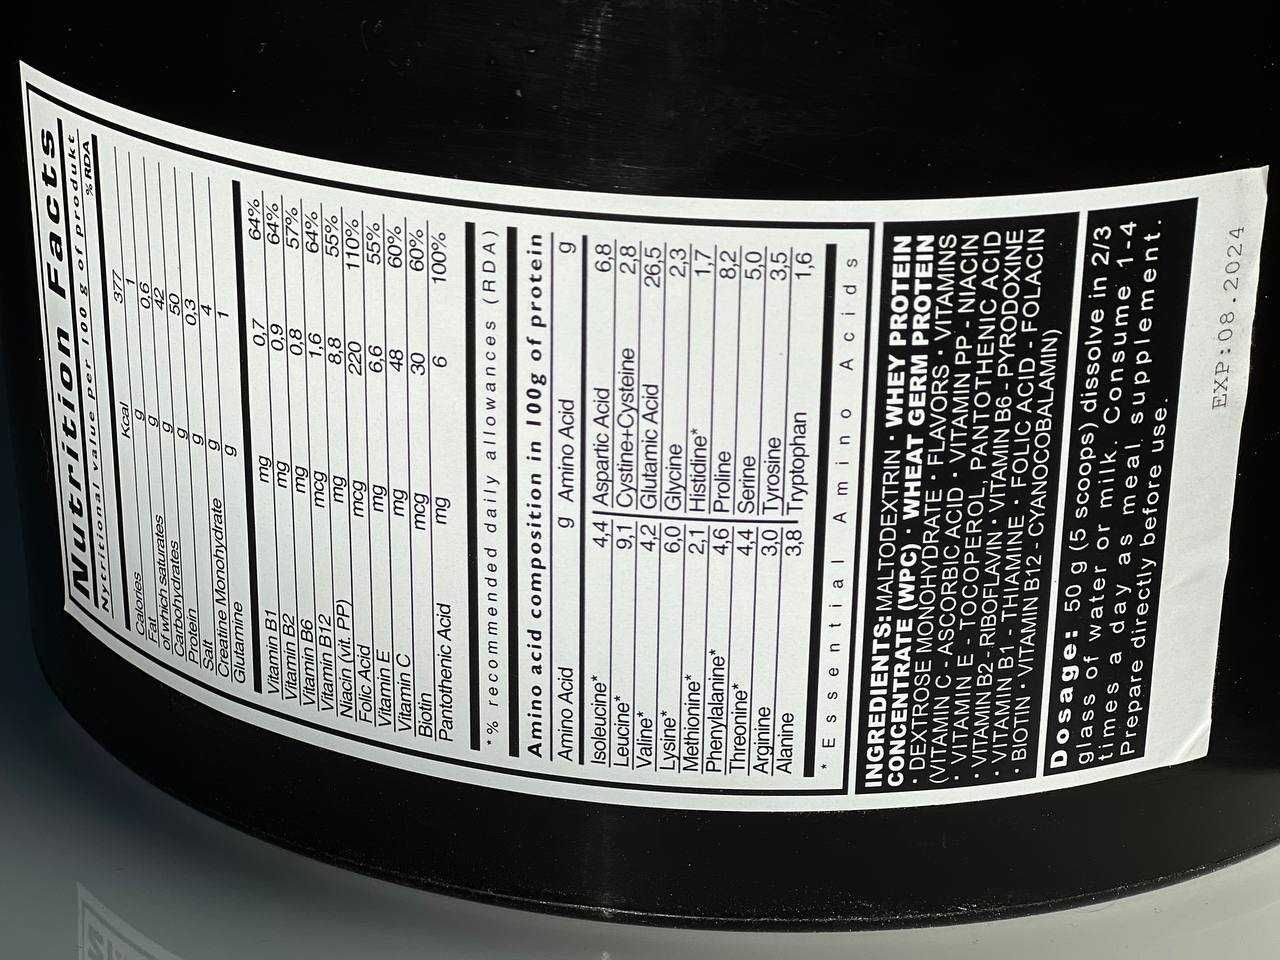 Nutrition Facts
Nytritional value per 100 g of produkt
% RDA
Calories Kcal 377
Fat g 1
of which saturates g 0,6
Carbohydrates g 42
Protein g 50
Salt g 0,3
Creatine Monohydrate g 4
Glutamine g 1
Vitamin B1 mg 0,7 64%
Vitamin B2 mg 0,9 64%
Vitamin B6 mg 0,8 57%
Vitamin B12 mcg 1,6 64%
Niacin (vit. PP) mg 8,8 55%
Folic Acid mcg 220 110%
Vitamin E mg 6,6 55%
Vitamin C mg 48 60%
Biotin mcg 30 60%
Pantothenic Acid mg 6 100%
*% recommended daily allowances (RDA)
Amino acid composition in 100g of protein
Amino Acid g Amino Acid g
Isoleucine* 4,4 Aspartic Acid 6,8
Leucine* 9,1 Cystine+Cysteine 2,8
Valine* 4,2 Glutamic Acid 26,5
Lysine* 6,0 Glycine 2,3
Methionine* 2,1 Histidine* 1,7
Phenylalanine* 4,6 Proline 8,2
Threonine* 4,4 Serine 5,0
Arginine 3,0 Tyrosine 3,5
Alanine 3,8 Tryptophan 1,6
* Essential Amino Acids
INGREDIENTS: MALTODEXTRIN · WHEY PROTEIN
CONCENTRATE (WPC) · WHEAT GERM PROTEIN
· DEXTROSE MONOHYDRATE · FLAVORS · VITAMINS
(VITAMIN C - ASCORBIC ACID · VITAMIN PP - NIACIN
· VITAMIN E - TOCOPEROL, PANTOTHENIC ACID
· VITAMIN B2 - RIBOFLAVIN · VITAMIN B6 - PYRODOXINE
· VITAMIN B1 - THIAMINE · FOLIC ACID - FOLACIN
· BIOTIN · VITAMIN B12 - CYANOCOBALAMIN)
Dosage: 50 g (5 scoops) dissolve in 2/3
glass of water or milk. Consume 1-4
times a day as meal supplement.
Prepare directly before use.
EXP:08.2024